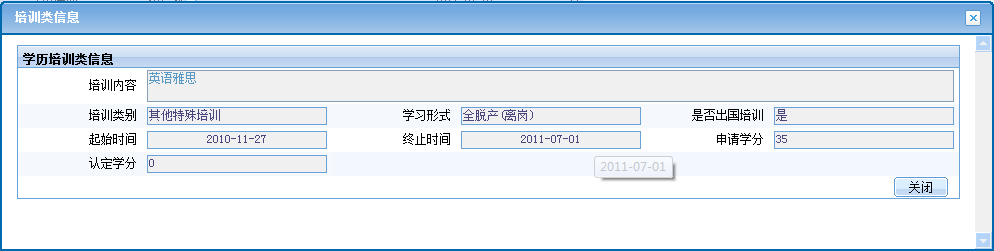 培训类信息
学历培训类信息
培训内容 英语雅思
培训类别 其他特殊培训 学习形式 全脱产(离岗) 是否出国培训 是
起始时间 2010-11-27 终止时间 2011-07-01 申请学分 35
认定学分 0
2011-07-01
关闭